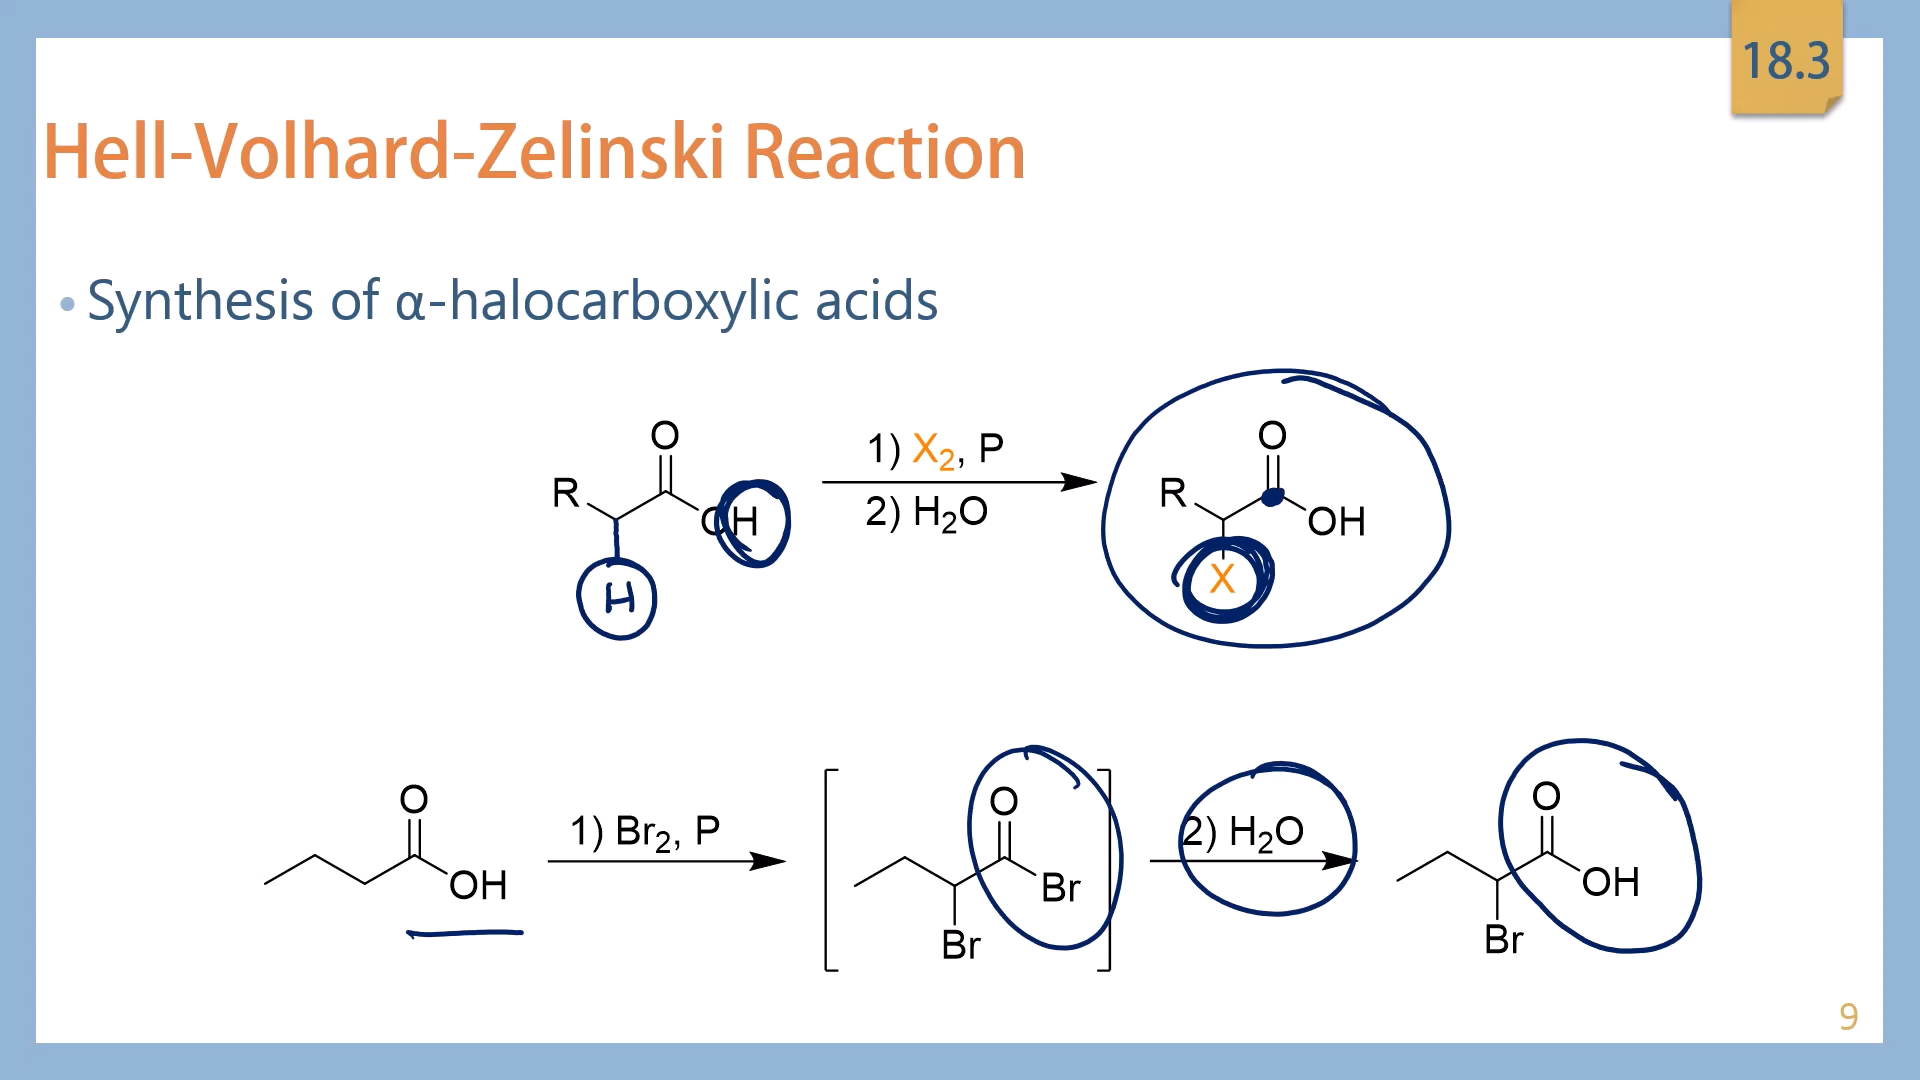 18.3
Hell-Volhard-Zelinski Reaction
• Synthesis of α-halocarboxylic acids
O
R
OH
H
1) X₂, P
2) H₂O
O
R
OH
X
O
OH
1) Br₂, P
O
Br
Br
2) H₂O
O
OH
Br
9